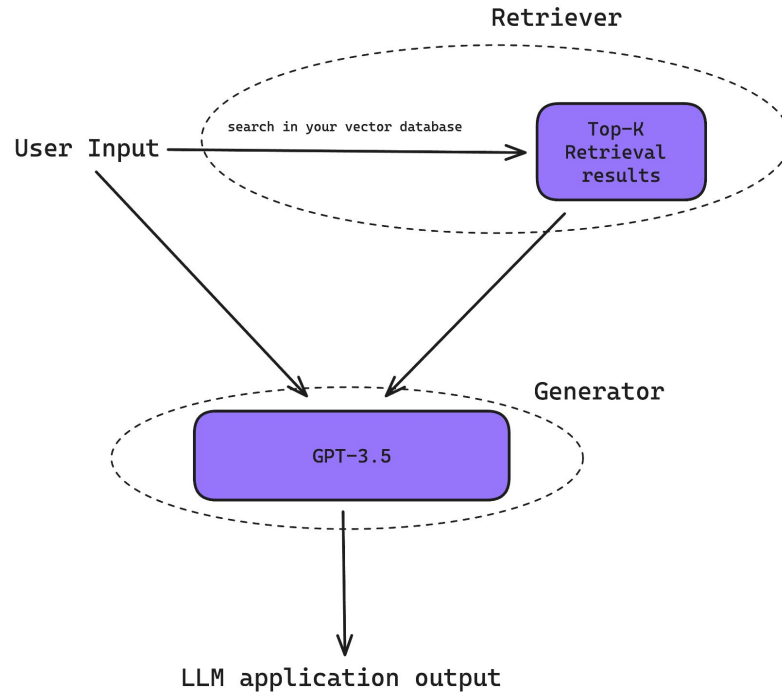 Retriever
search in your vector database
User Input
Top-K
Retrieval
results
Generator
GPT-3.5
LLM application output